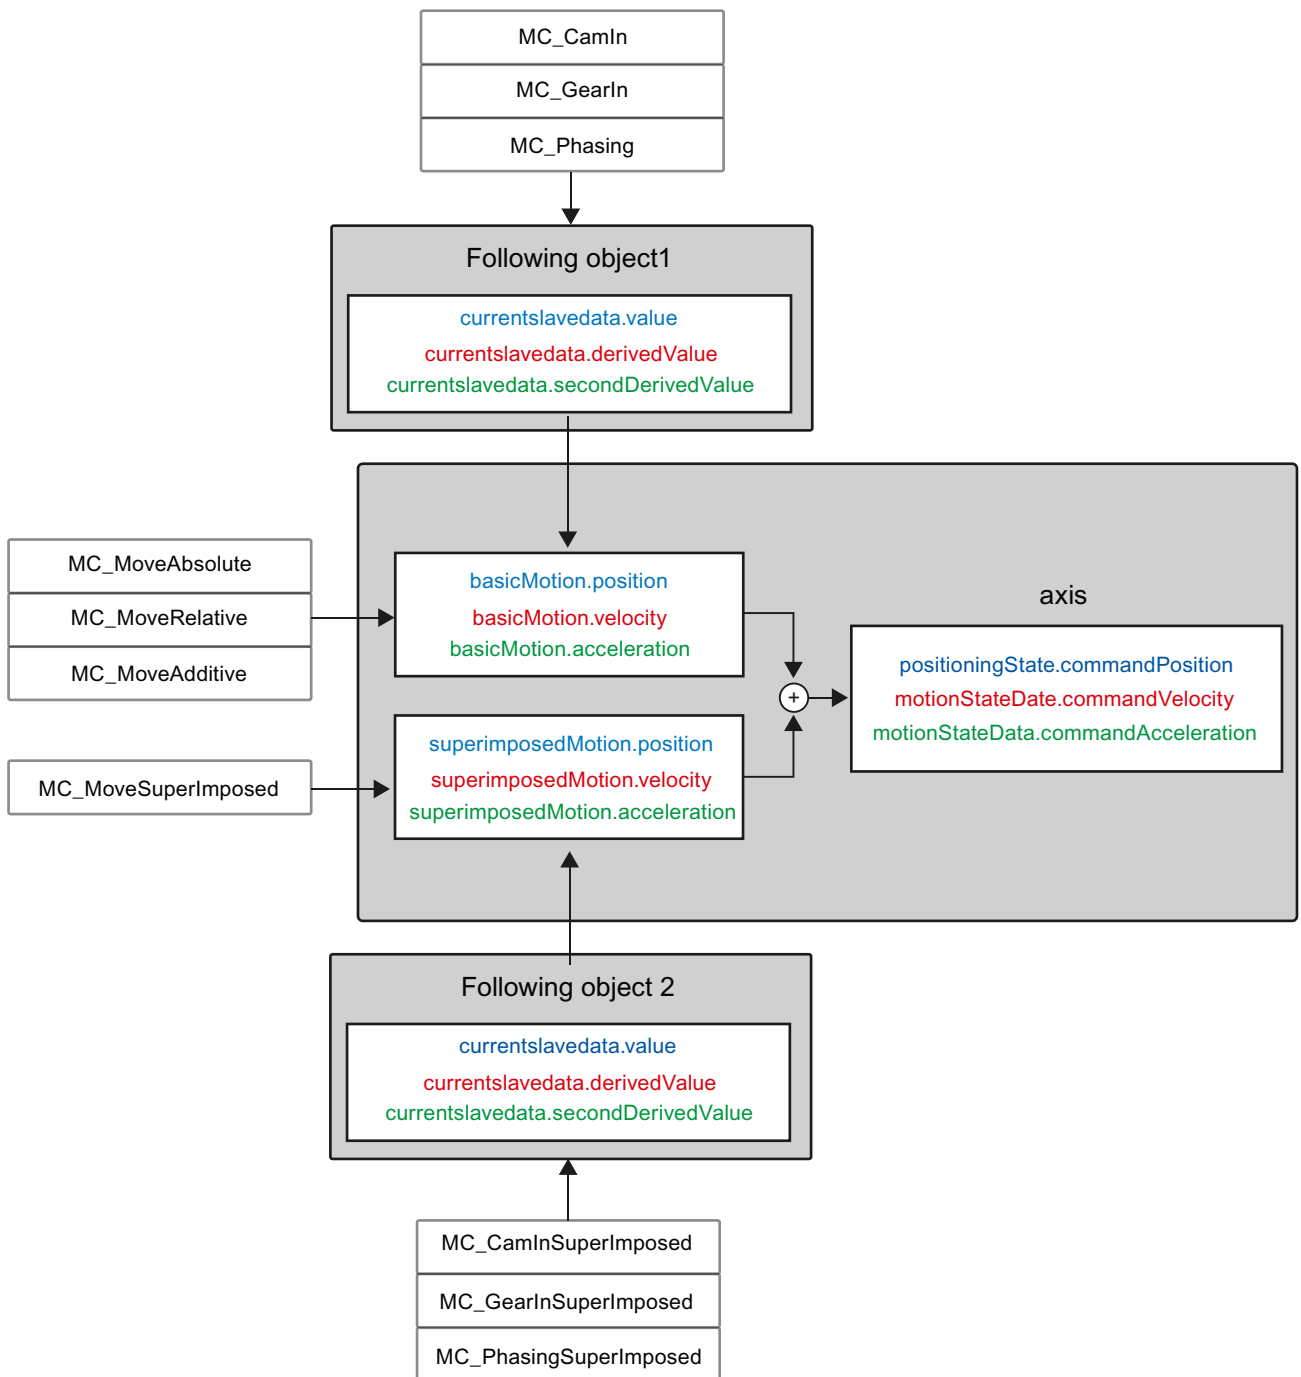 MC_CamIn
MC_GearIn
MC_Phasing
Following object1
currentslavedata.value
currentslavedata.derivedValue
currentslavedata.secondDerivedValue
MC_MoveAbsolute
MC_MoveRelative
MC_MoveAdditive
basicMotion.position
basicMotion.velocity
basicMotion.acceleration
axis
positioningState.commandPosition
motionStateDate.commandVelocity
motionStateData.commandAcceleration
+
MC_MoveSuperImposed
superimposedMotion.position
superimposedMotion.velocity
superimposedMotion.acceleration
Following object 2
currentslavedata.value
currentslavedata.derivedValue
currentslavedata.secondDerivedValue
MC_CamInSuperImposed
MC_GearInSuperImposed
MC_PhasingSuperImposed